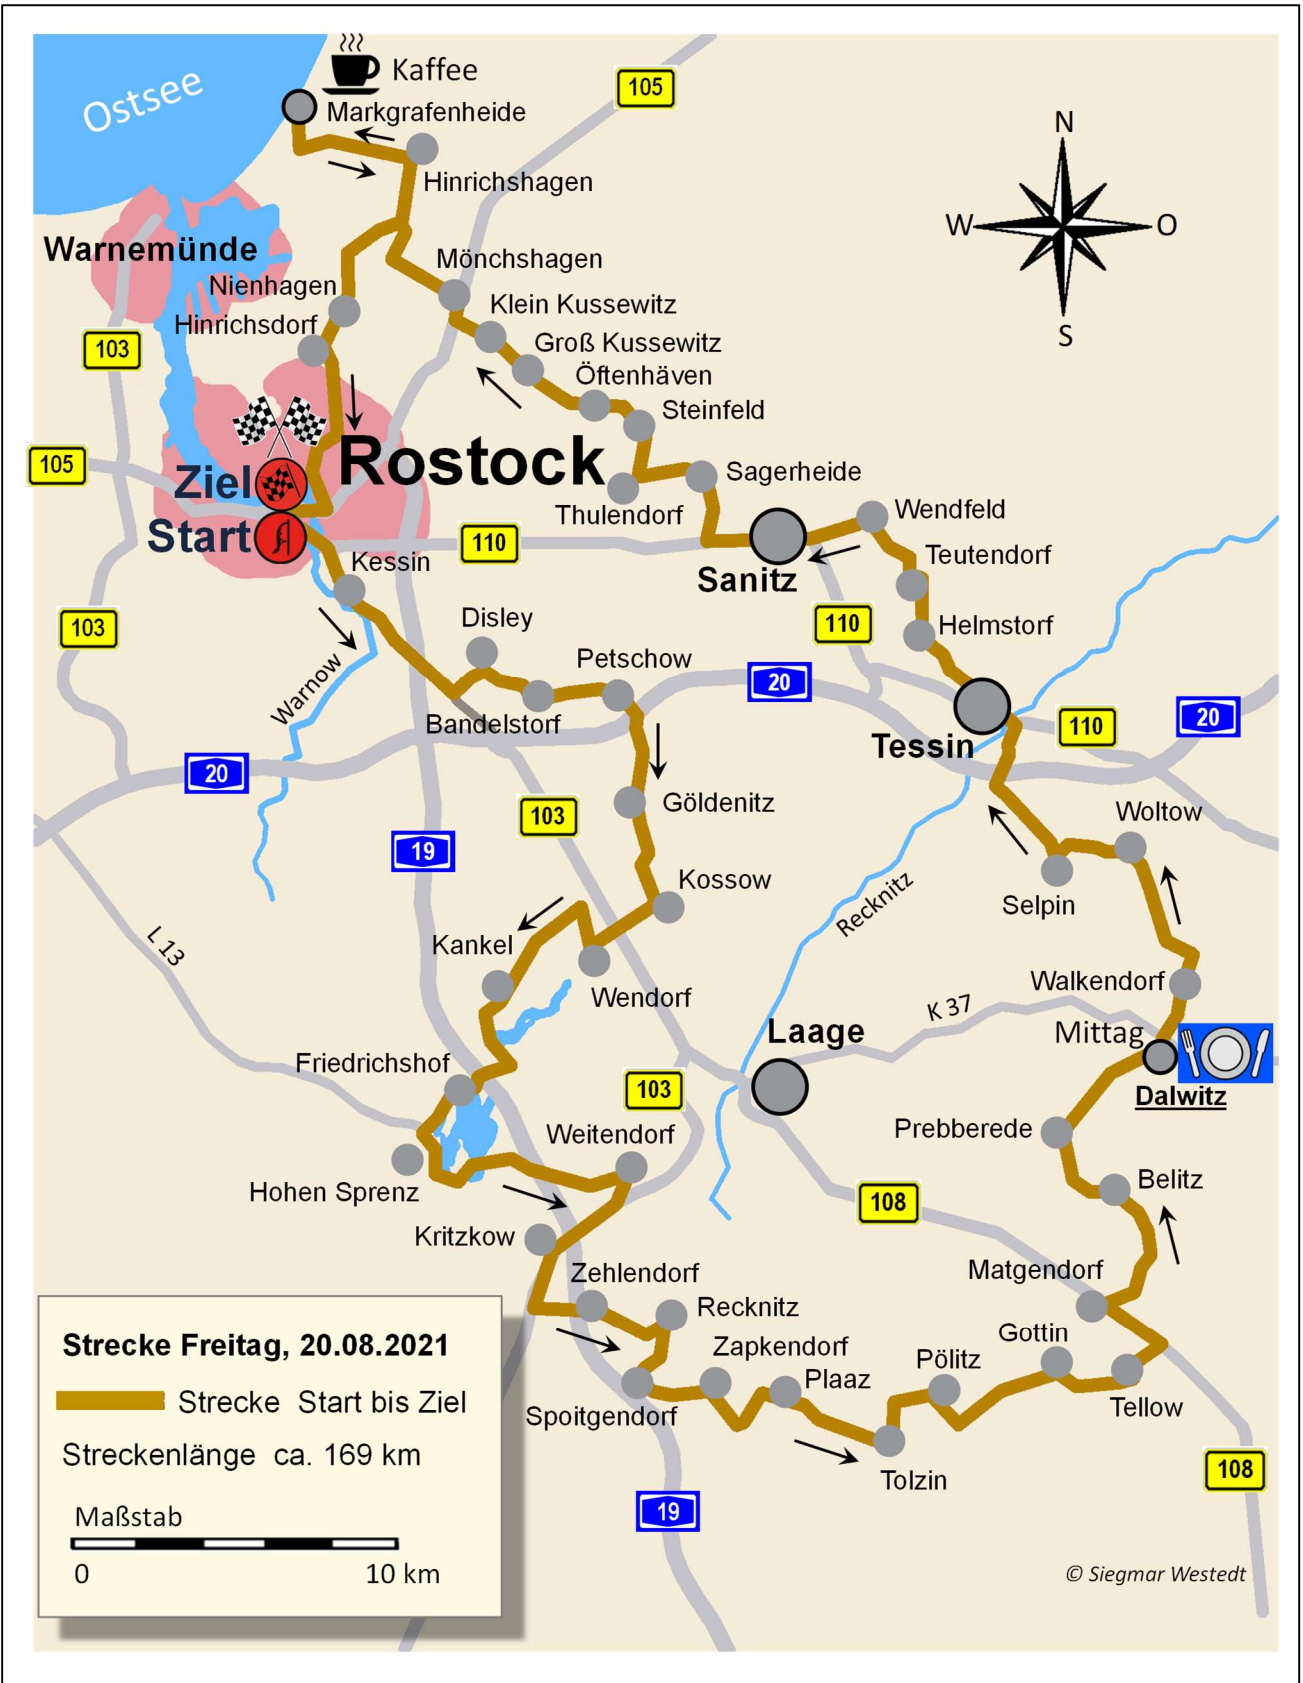 Ostsee
Kaffee
Markgrafenheide
105
N
Hinrichshagen
W
O
Warnemünde
Mönchshagen
Nienhagen
Klein Kussewitz
Hinrichsdorf
S
103
Groß Kussewitz
Öftenhäven
Steinfeld
Rostock
105
Ziel
Sagerheide
Thulendorf
Wendfeld
Start
110
Kessin
Sanitz
Teutendorf
Disley
103
110
Helmstorf
Petschow
Warnow
20
Bandelstorf
20
110
Tessin
20
Göldenitz
103
Woltow
19
Kossow
Selpin
Recknitz
L 13
Kankel
Wendorf
Walkendorf
K 37
Laage
Mittag
Friedrichshof
103
Dalwitz
Weitendorf
Prebberede
Hohen Sprenz
Belitz
108
Kritzkow
Zehlendorf
Matgendorf
Recknitz
Gottin
Zapkendorf
Pölitz
Plaaz
Spoitgendorf
Tellow
Tolzin
108
19
Strecke Freitag, 20.08.2021
Strecke Start bis Ziel
Streckenlänge ca. 169 km
Maßstab
0 10 km
© Siegmar Westedt